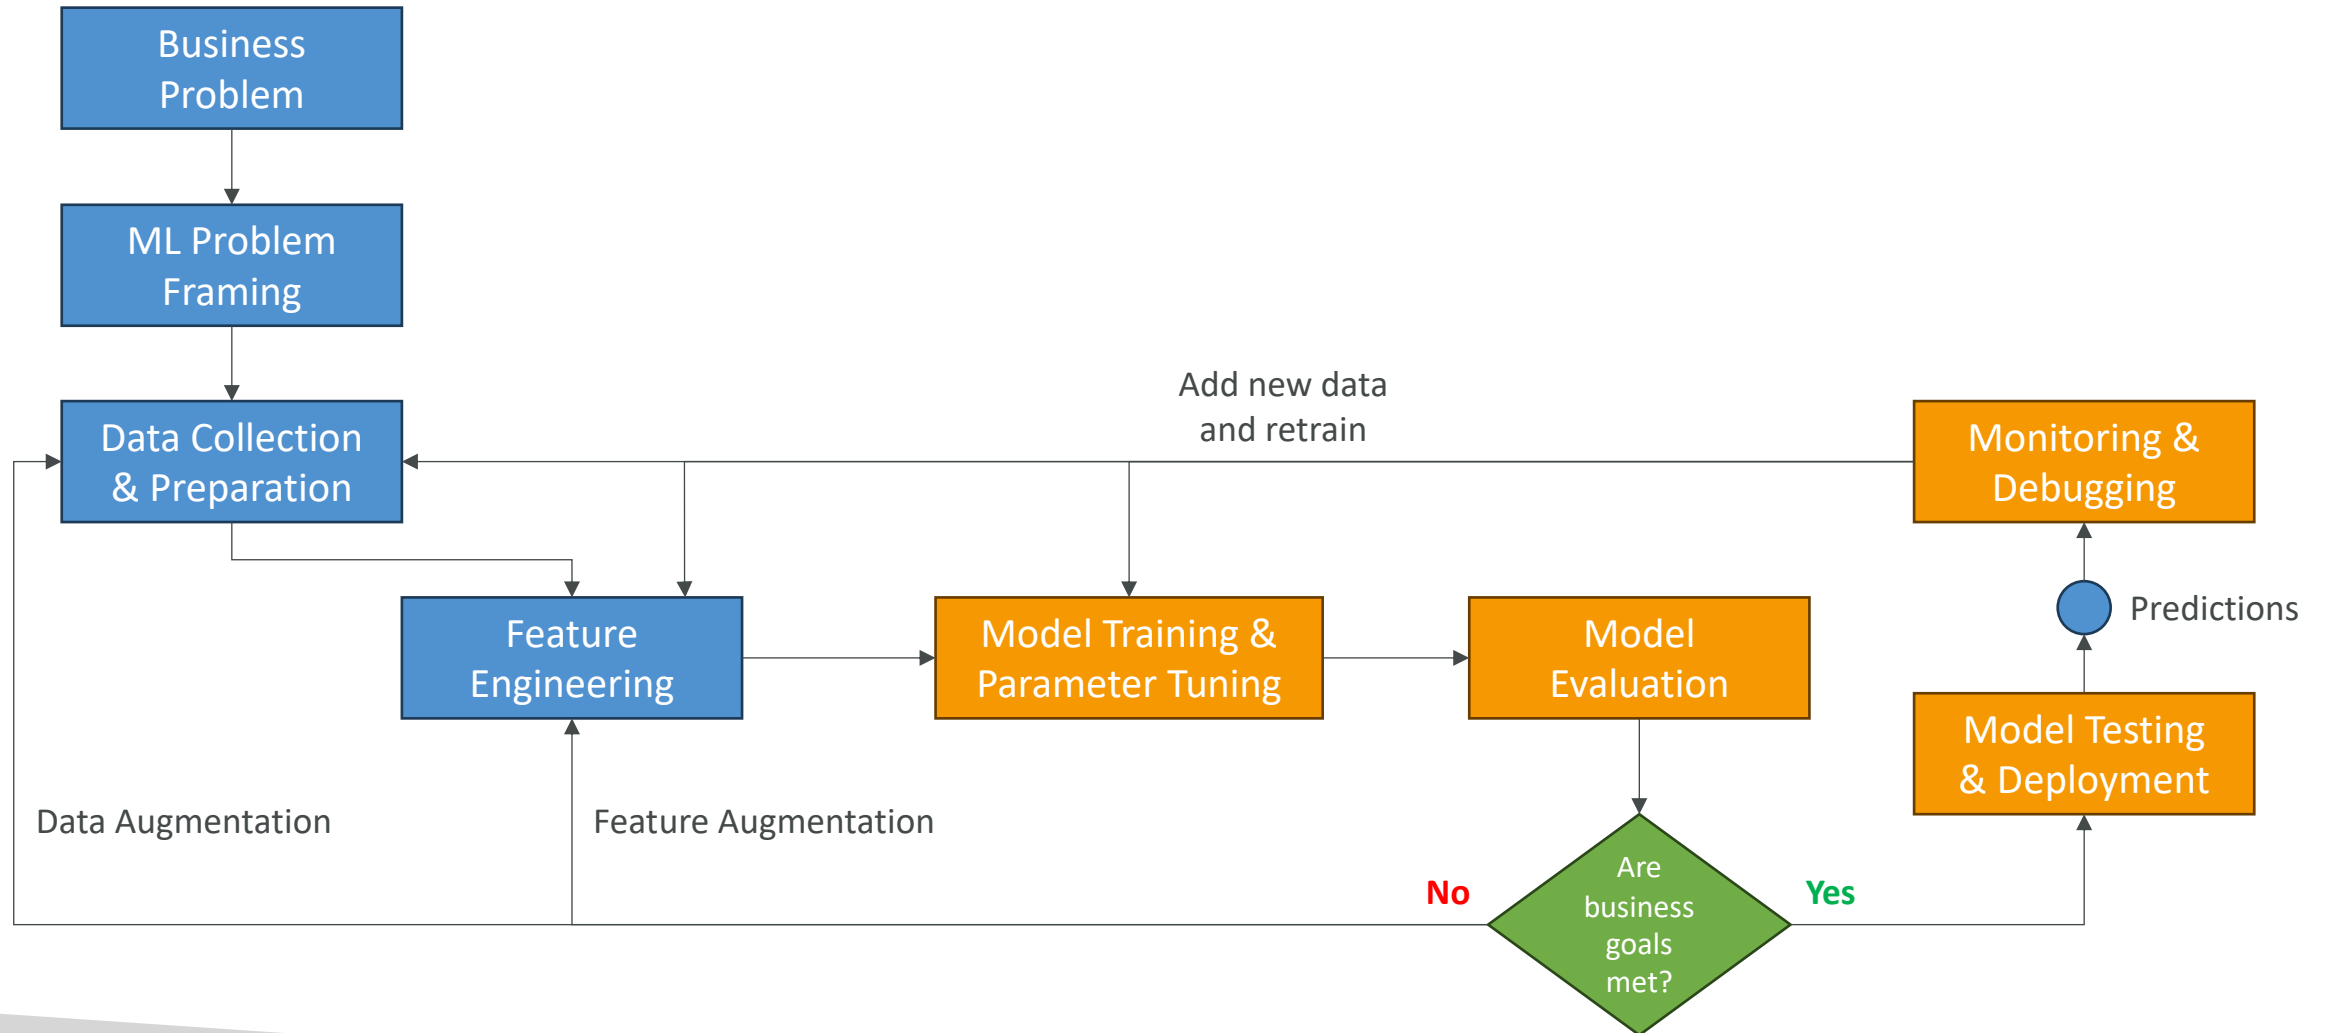 Business
Problem
ML Problem
Framing
Add new data
and retrain
Data Collection
& Preparation
Monitoring &
Debugging
Predictions
Feature
Engineering
Model Training &
Parameter Tuning
Model
Evaluation
Model Testing
& Deployment
Data Augmentation
Feature Augmentation
No
Are
business
goals
met?
Yes